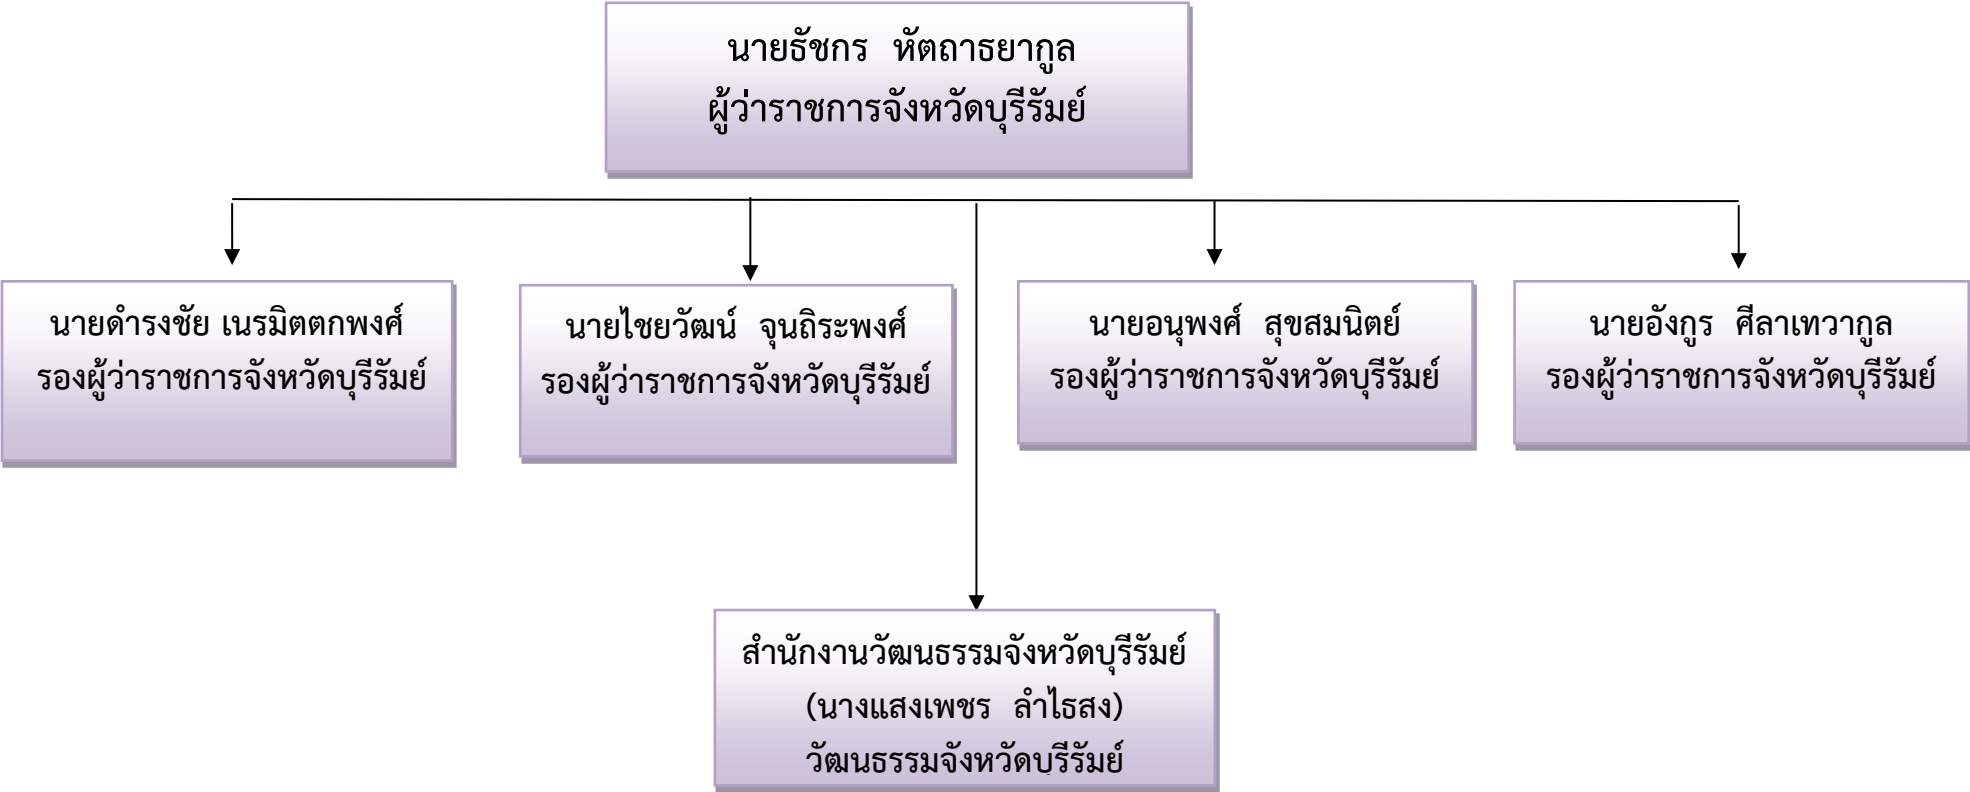 นายธัชกร หัตถาธยากูล
ผู้ว่าราชการจังหวัดบุรีรัมย์
นายดำรงชัย เนรมิตตกพงศ์
รองผู้ว่าราชการจังหวัดบุรีรัมย์
นายไชยวัฒน์ จุนถิระพงศ์
รองผู้ว่าราชการจังหวัดบุรีรัมย์
นายอนุพงศ์ สุขสมนิตย์
รองผู้ว่าราชการจังหวัดบุรีรัมย์
นายอังกูร ศีลาเทวากูล
รองผู้ว่าราชการจังหวัดบุรีรัมย์
สำนักงานวัฒนธรรมจังหวัดบุรีรัมย์
(นางแสงเพชร ลำไธสง)
วัฒนธรรมจังหวัดบุรีรัมย์